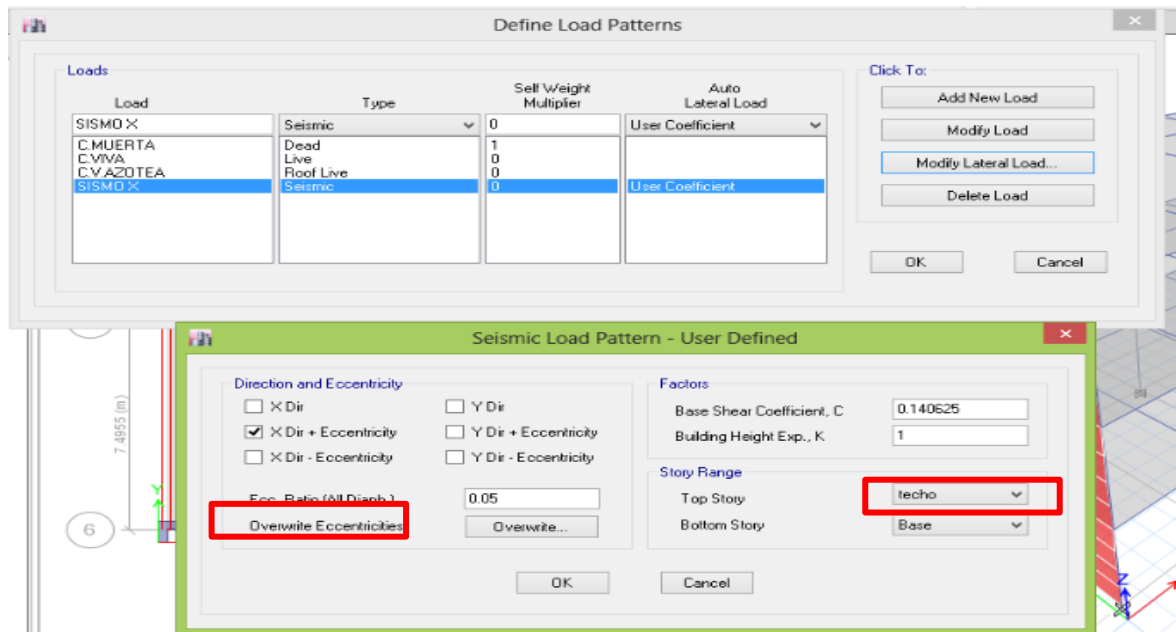 Define Load Patterns
Loads
Click To:
Load Type Self Weight Multiplier Auto Lateral Load
SISMO X Seismic 0 User Coefficient
C.MUERTA Dead 1
C.VIVA Live 0
C.V.AZOTEA Roof Live 0
SISMO X Seismic 0 User Coefficient
Add New Load
Modify Load
Modify Lateral Load...
Delete Load
OK Cancel
Seismic Load Pattern - User Defined
Direction and Eccentricity
X Dir Y Dir
X Dir + Eccentricity Y Dir + Eccentricity
X Dir - Eccentricity Y Dir - Eccentricity
Ecc. Ratio (All Diaph.) 0.05
Overwrite Eccentricities Overwrite...
Factors
Base Shear Coefficient, C 0.140625
Building Height Exp., K 1
Story Range
Top Story techo
Bottom Story Base
OK Cancel
7.4955 (m)
Y
6
Z
X